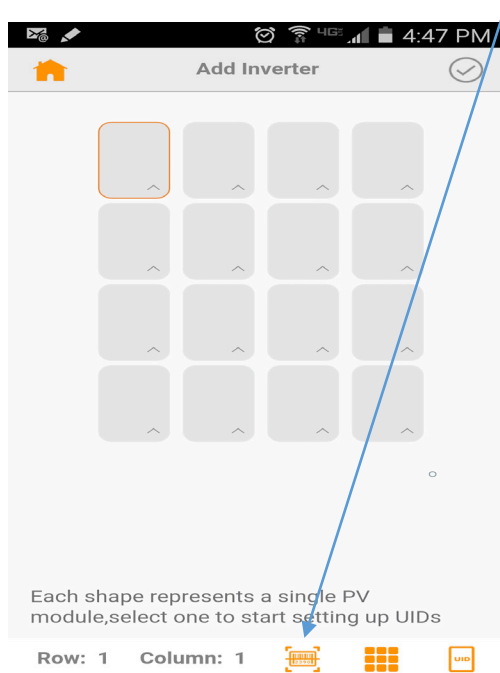 4G 4:47 PM
Add Inverter
Each shape represents a single PV
module,select one to start setting up UIDs
Row: 1 Column: 1 UID